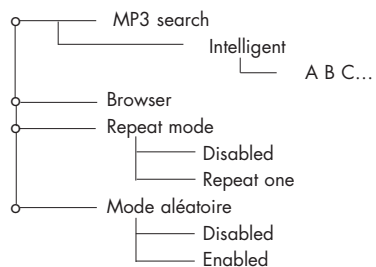 MP3 search
Intelligent
A B C...
Browser
Repeat mode
Disabled
Repeat one
Mode aléatoire
Disabled
Enabled